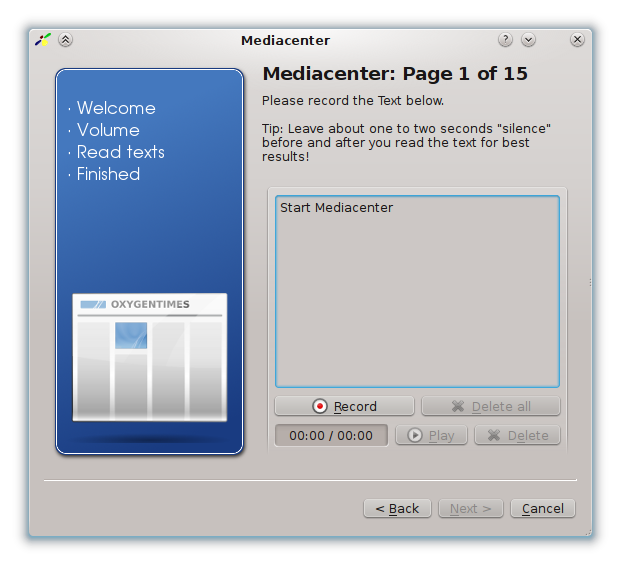 Mediacenter
· Welcome
· Volume
· Read texts
· Finished
OXYGENTIMES
Mediacenter: Page 1 of 15
Please record the Text below.
Tip: Leave about one to two seconds "silence"
before and after you read the text for best
results!
Start Mediacenter
Record
Delete all
00:00 / 00:00
Play
Delete
< Back
Next >
Cancel